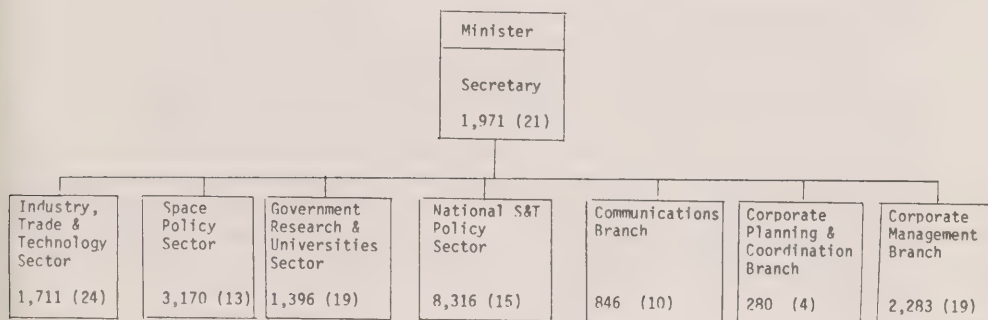 Minister
Secretary
1,971 (21)
Industry,
Trade &
Technology
Sector
1,711 (24)
Space
Policy
Sector
3,170 (13)
Government
Research &
Universities
Sector
1,396 (19)
National S&T
Policy
Sector
8,316 (15)
Communications
Branch
846 (10)
Corporate
Planning &
Coordination
Branch
280 (4)
Corporate
Management
Branch
2,283 (19)